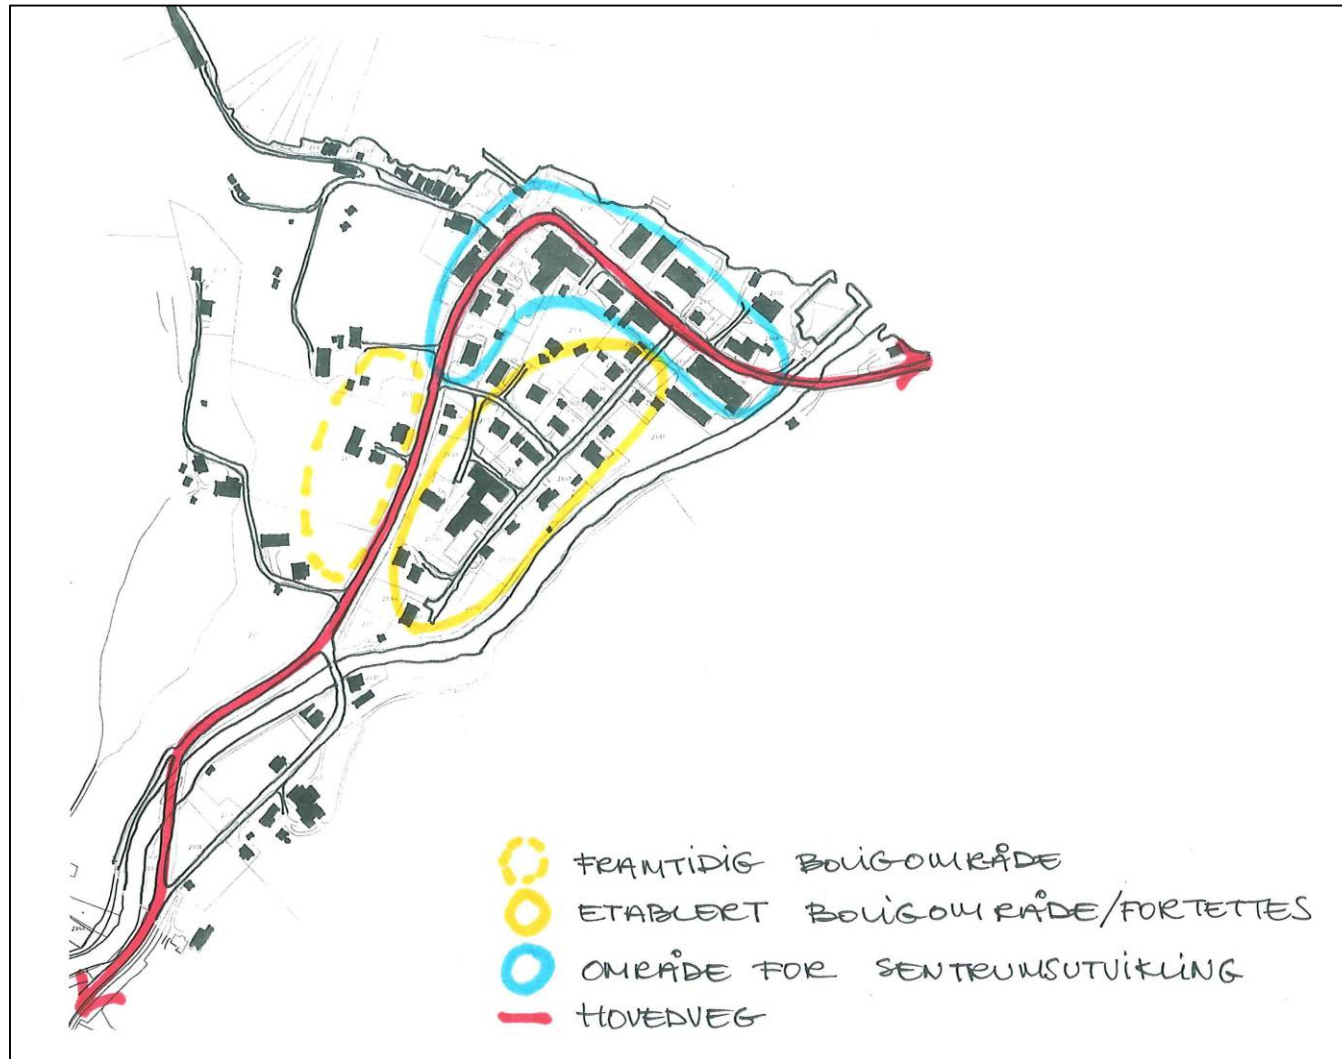 FRAMTIDIG BOLIGOMRÅDE
ETABLERT BOLIGOMRÅDE/FORTETTES
OMRÅDE FOR SENTRUMSUTVIKLING
HOVEDVEG